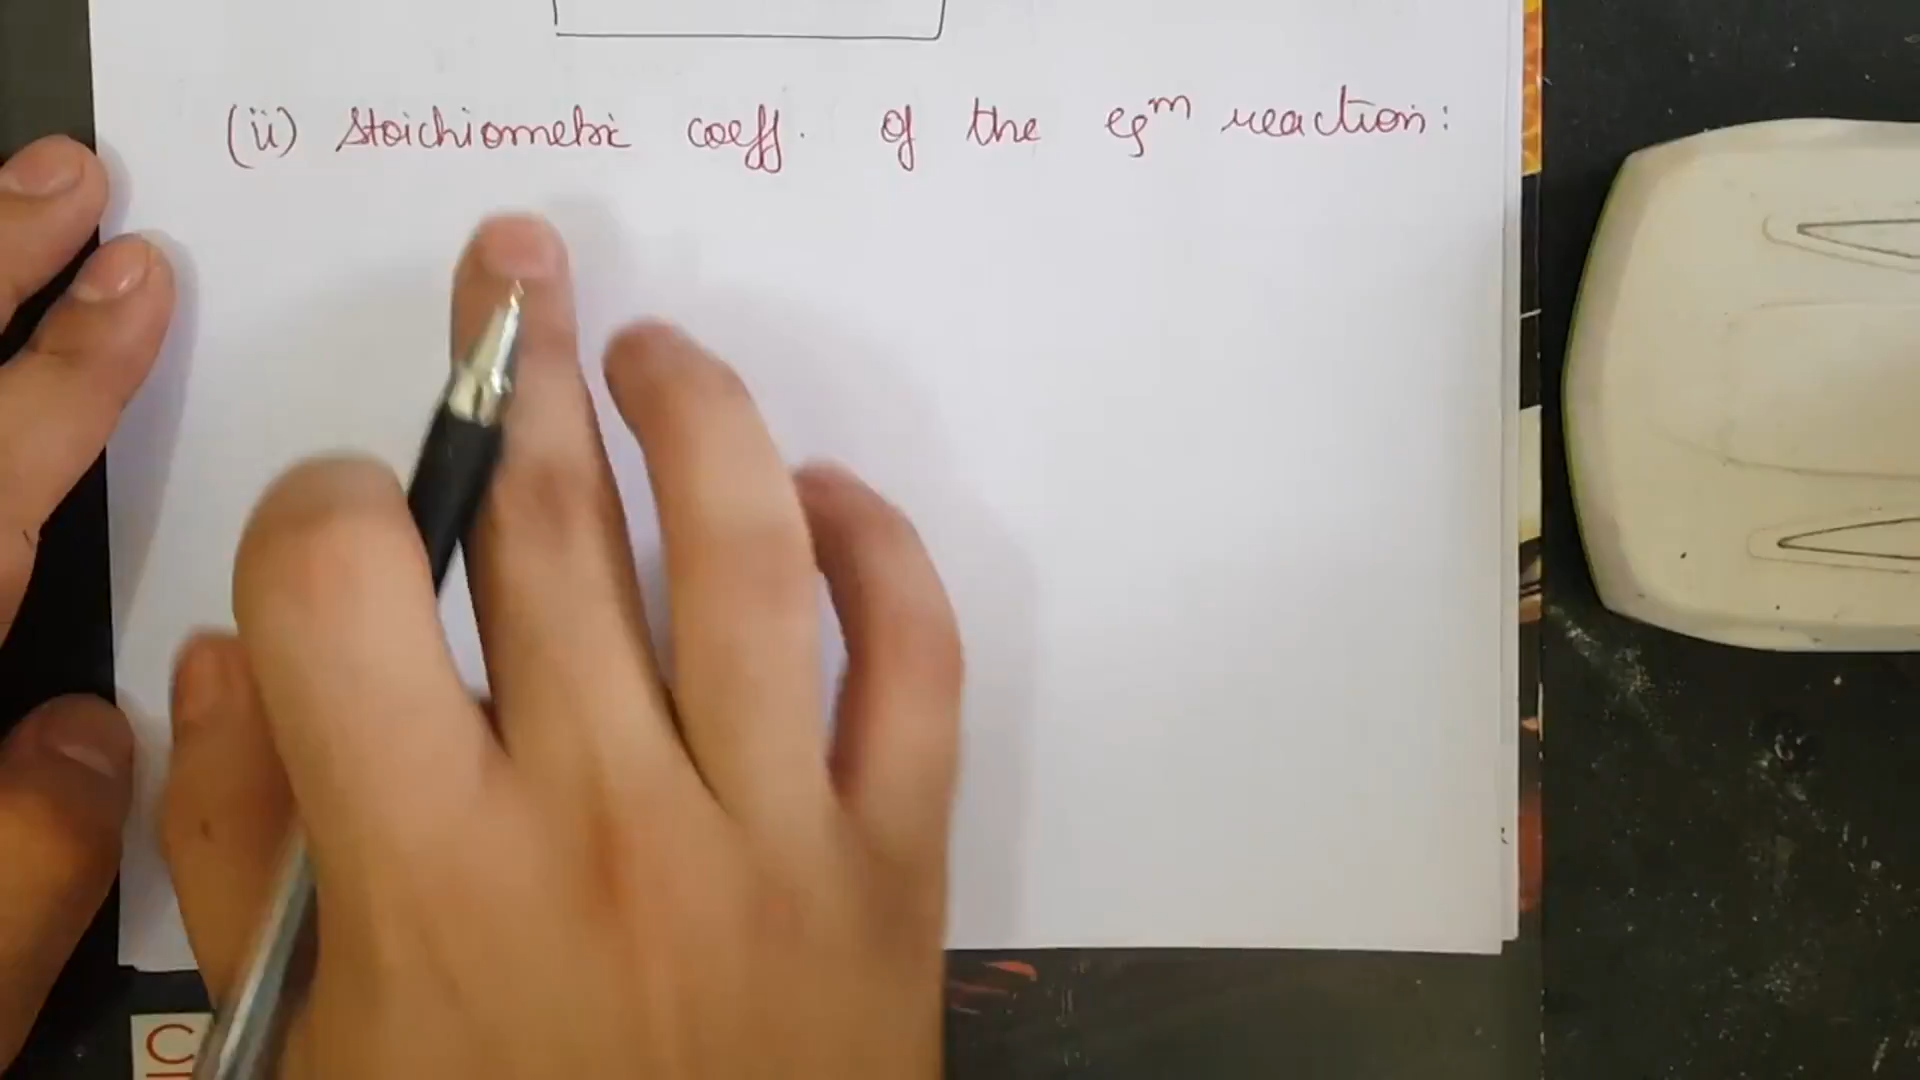 (ii) stoichiometric coeff. of the eqᵐ reaction:
C